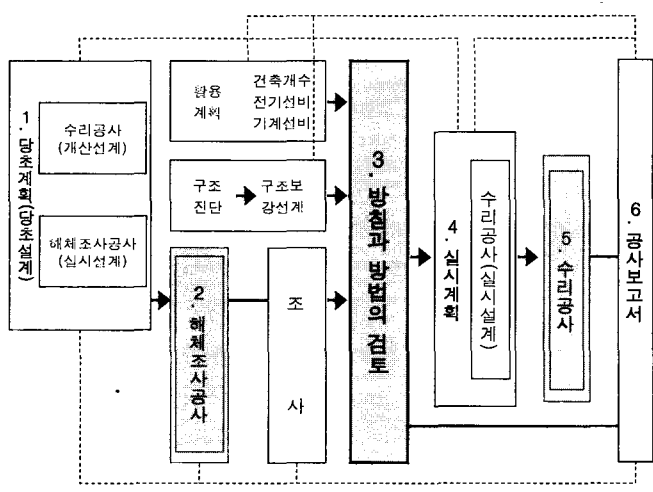 1. 당초계획(당초설계)
수리공사
(개산설계)
해체조사공사
(실시설계)
활용
계획
건축개수
전기설비
기계설비
구조
진단
구조보
강설계
2. 해체조사공사
조
사
3. 방침과 방법의 검토
4. 실시계획
수리공사(실시설계)
5. 수리공사
6. 공사보고서